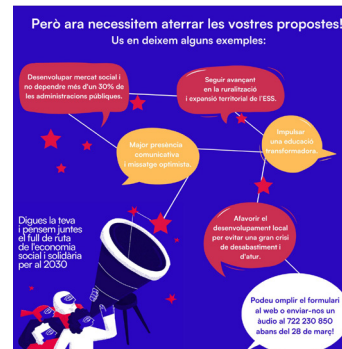 Però ara necessitem aterrar les vostres propostes!
Us en deixem alguns exemples:
Desenvolupar mercat social i
no dependre més d'un 30% de
les administracions públiques.
Seguir avançant
en la ruralització
i expansió territorial de l'ESS.
Major presència
comunicativa
i missatge optimista.
Impulsar
una educació
transformadora.
Afavorir el
desenvolupament local
per evitar una gran crisi
de desabastiment i
d'atur.
Digues la teva
i pensem juntes
el full de ruta
de l'economia
social i solidària
per al 2030
Podeu omplir el formulari
al web o enviar-nos un
àudio al 722 230 850
abans del 28 de març!